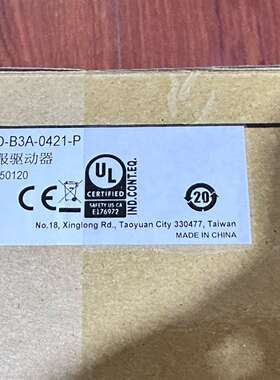 -B3A-0421-P
服驱动器
50120
CE
UL
CERTIFIED
SAFETY US CA
E176972
IND.CONT.EQ.
20
No.18, Xinglong Rd., Taoyuan City 330477, Taiwan
MADE IN CHINA